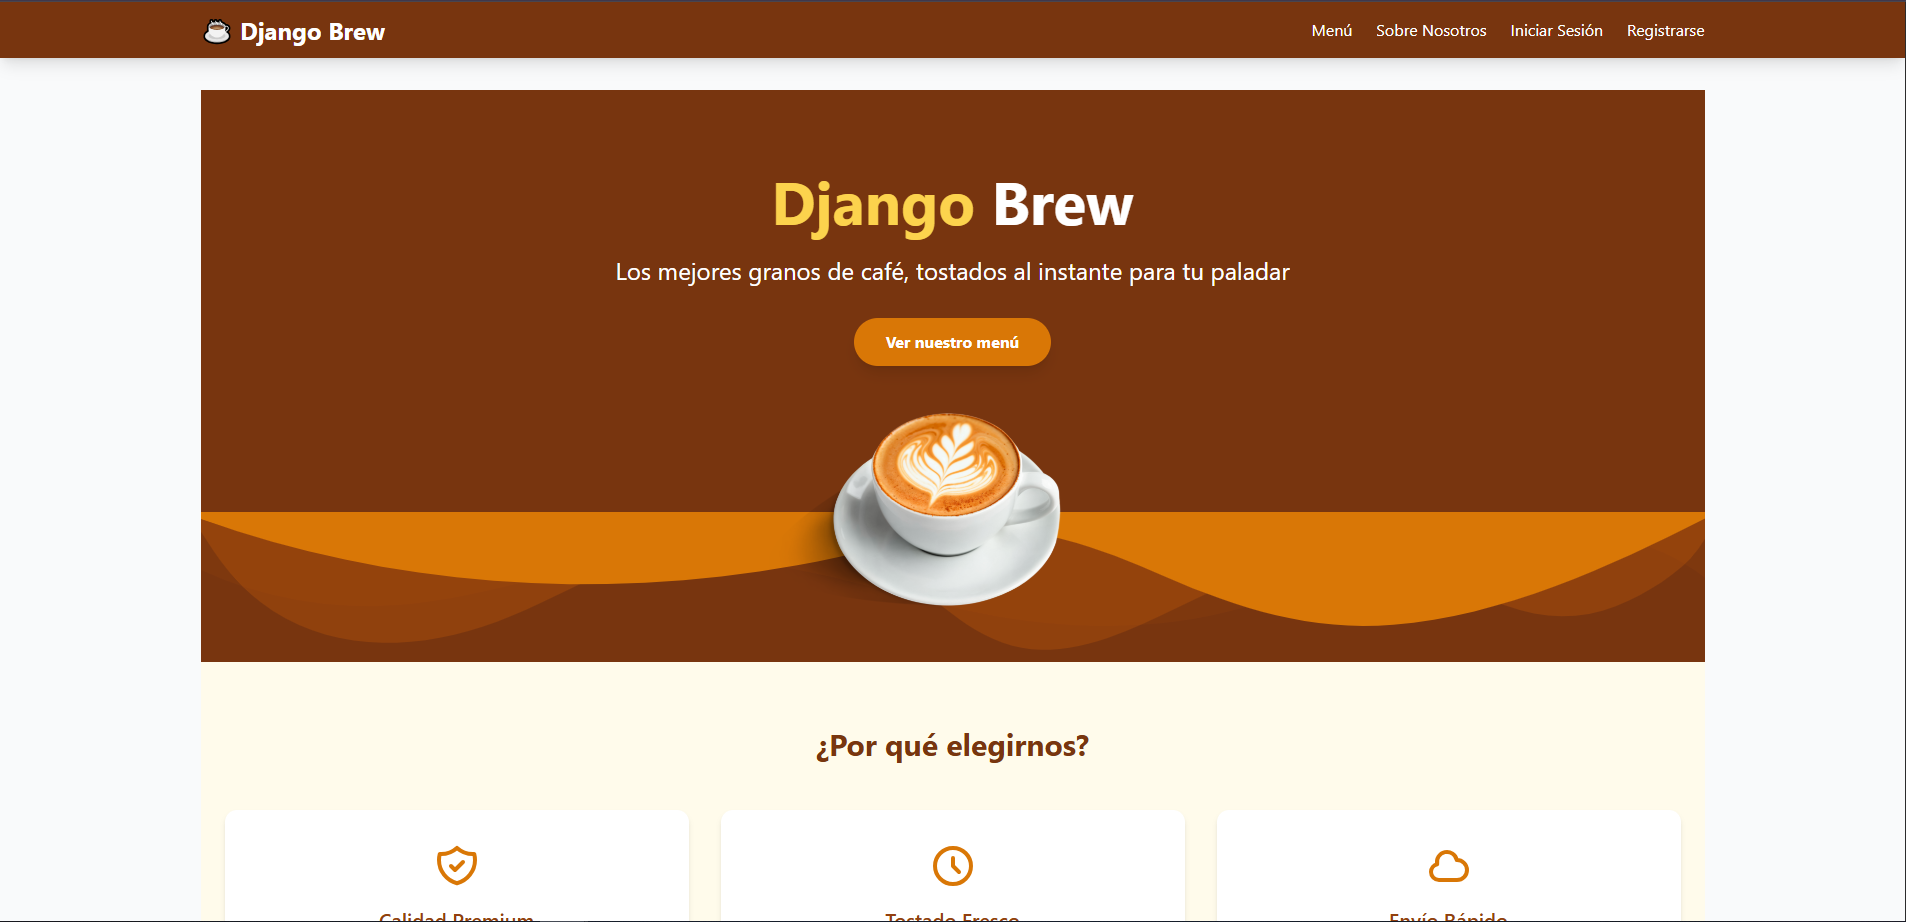 Django Brew
Menú Sobre Nosotros Iniciar Sesión Registrarse
Django Brew
Los mejores granos de café, tostados al instante para tu paladar
Ver nuestro menú
¿Por qué elegirnos?
Calidad Premium
Tostado Fresco
Envío Rápido